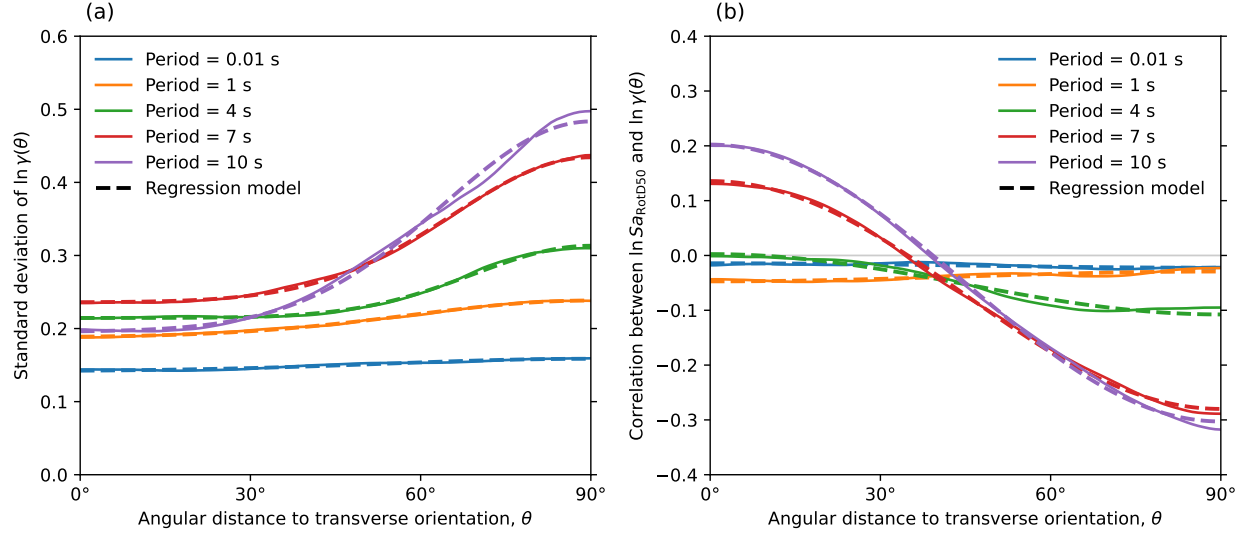 (a)
Standard deviation of ln γ(θ)
0.6
0.5
0.4
0.3
0.2
0.1
0.0
Period = 0.01 s
Period = 1 s
Period = 4 s
Period = 7 s
Period = 10 s
Regression model
0° 30° 60° 90°
Angular distance to transverse orientation, θ
(b)
Correlation between ln Sa_RotD50 and ln γ(θ)
0.4
0.3
0.2
0.1
0.0
−0.1
−0.2
−0.3
−0.4
Period = 0.01 s
Period = 1 s
Period = 4 s
Period = 7 s
Period = 10 s
Regression model
0° 30° 60° 90°
Angular distance to transverse orientation, θ